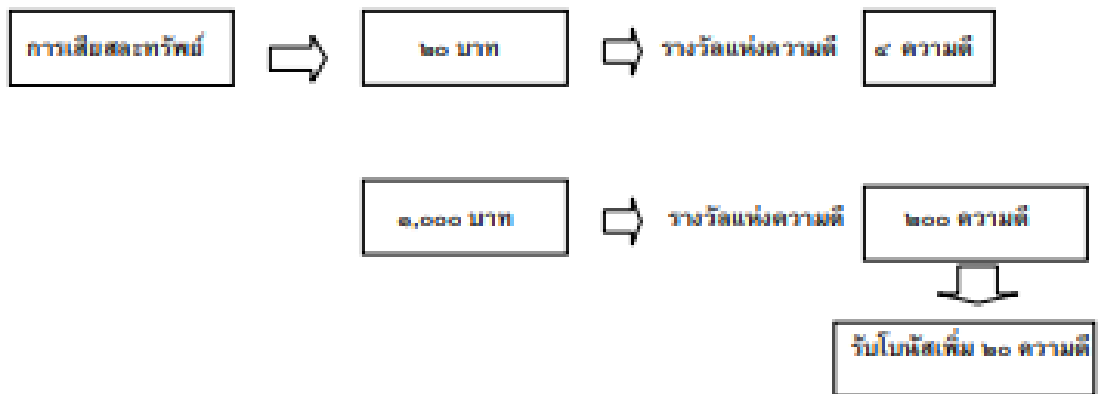 การเสียสละทรัพย์ ๒๐ บาท รางวัลแห่งความดี ๔ ความดี
๑,๐๐๐ บาท รางวัลแห่งความดี ๒๐๐ ความดี
รับโบนัสเพิ่ม ๒๐ ความดี